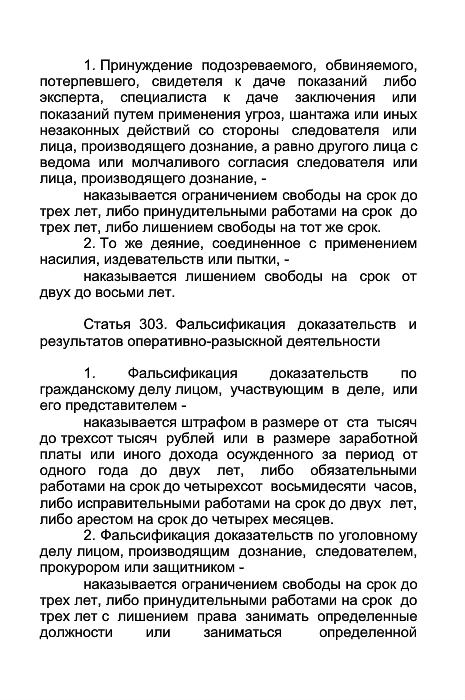 1. Принуждение подозреваемого, обвиняемого,
потерпевшего, свидетеля к даче показаний либо
эксперта, специалиста к даче заключения или
показаний путем применения угроз, шантажа или иных
незаконных действий со стороны следователя или
лица, производящего дознание, а равно другого лица с
ведома или молчаливого согласия следователя или
лица, производящего дознание, -
наказывается ограничением свободы на срок до
трех лет, либо принудительными работами на срок до
трех лет, либо лишением свободы на тот же срок.
2. То же деяние, соединенное с применением
насилия, издевательств или пытки, -
наказывается лишением свободы на срок от
двух до восьми лет.
Статья 303. Фальсификация доказательств и
результатов оперативно-разыскной деятельности
1. Фальсификация доказательств по
гражданскому делу лицом, участвующим в деле, или
его представителем -
наказывается штрафом в размере от ста тысяч
до трехсот тысяч рублей или в размере заработной
платы или иного дохода осужденного за период от
одного года до двух лет, либо обязательными
работами на срок до четырехсот восьмидесяти часов,
либо исправительными работами на срок до двух лет,
либо арестом на срок до четырех месяцев.
2. Фальсификация доказательств по уголовному
делу лицом, производящим дознание, следователем,
прокурором или защитником -
наказывается ограничением свободы на срок до
трех лет, либо принудительными работами на срок до
трех лет с лишением права занимать определенные
должности или заниматься определенной